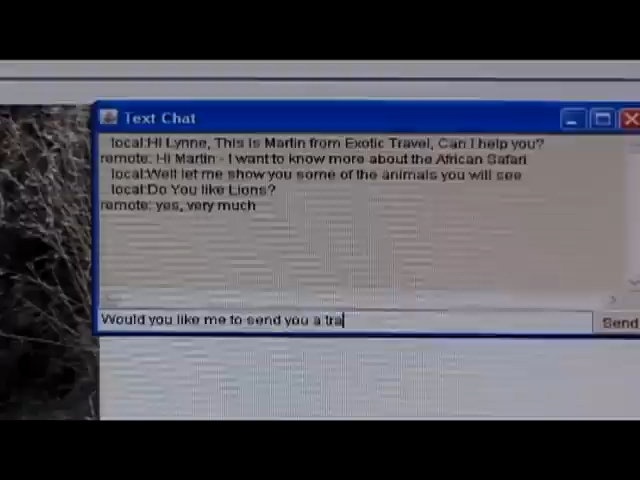 Text Chat
local:Hi Lynne, This is Martin from Exotic Travel, Can I help you?
remote: Hi Martin - I want to know more about the African Safari
local:Well let me show you some of the animals you will see
local:Do You like Lions?
remote: yes, very much
Would you like me to send you a tra
Send